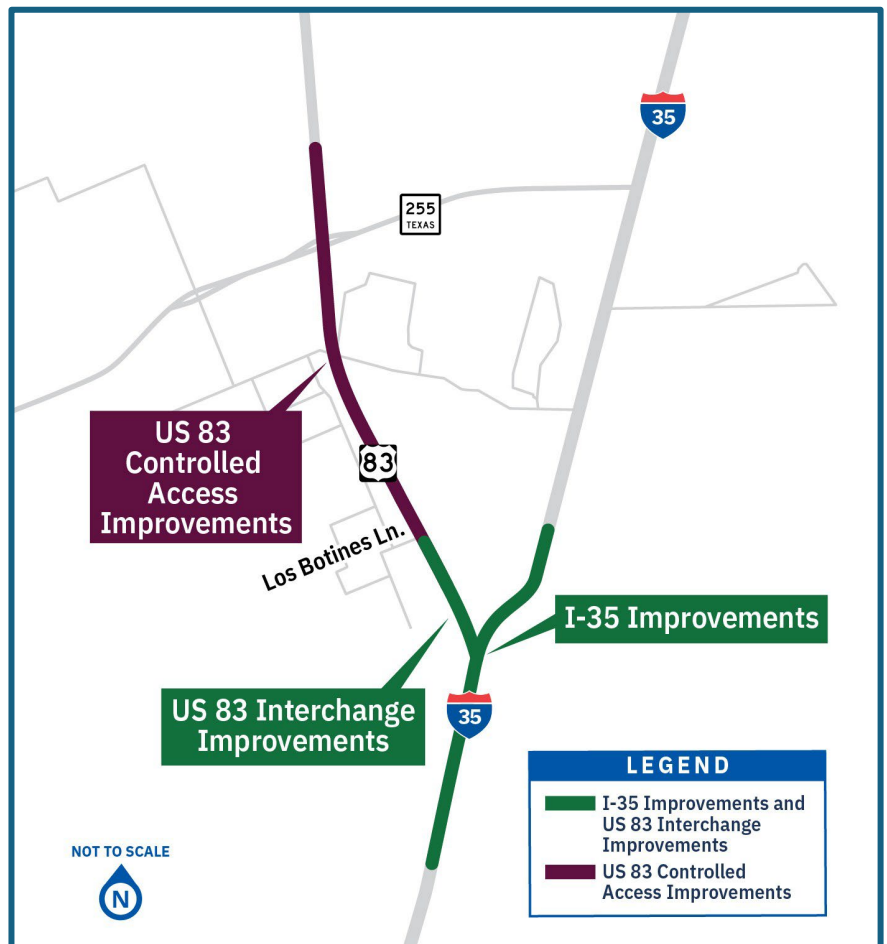 35
255
TEXAS
US 83
Controlled
Access
Improvements
83
Los Botines Ln.
I-35 Improvements
US 83 Interchange
Improvements
35
LEGEND
I-35 Improvements and
US 83 Interchange
Improvements
US 83 Controlled
Access Improvements
NOT TO SCALE
N